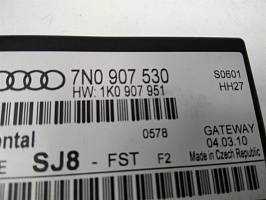 7N0 907 530
S0601
HW: 1K0 907 951
HH27
ental
0578
GATEWAY
04.03.10
E SJ8 - FST F2
Made in Czech Republic